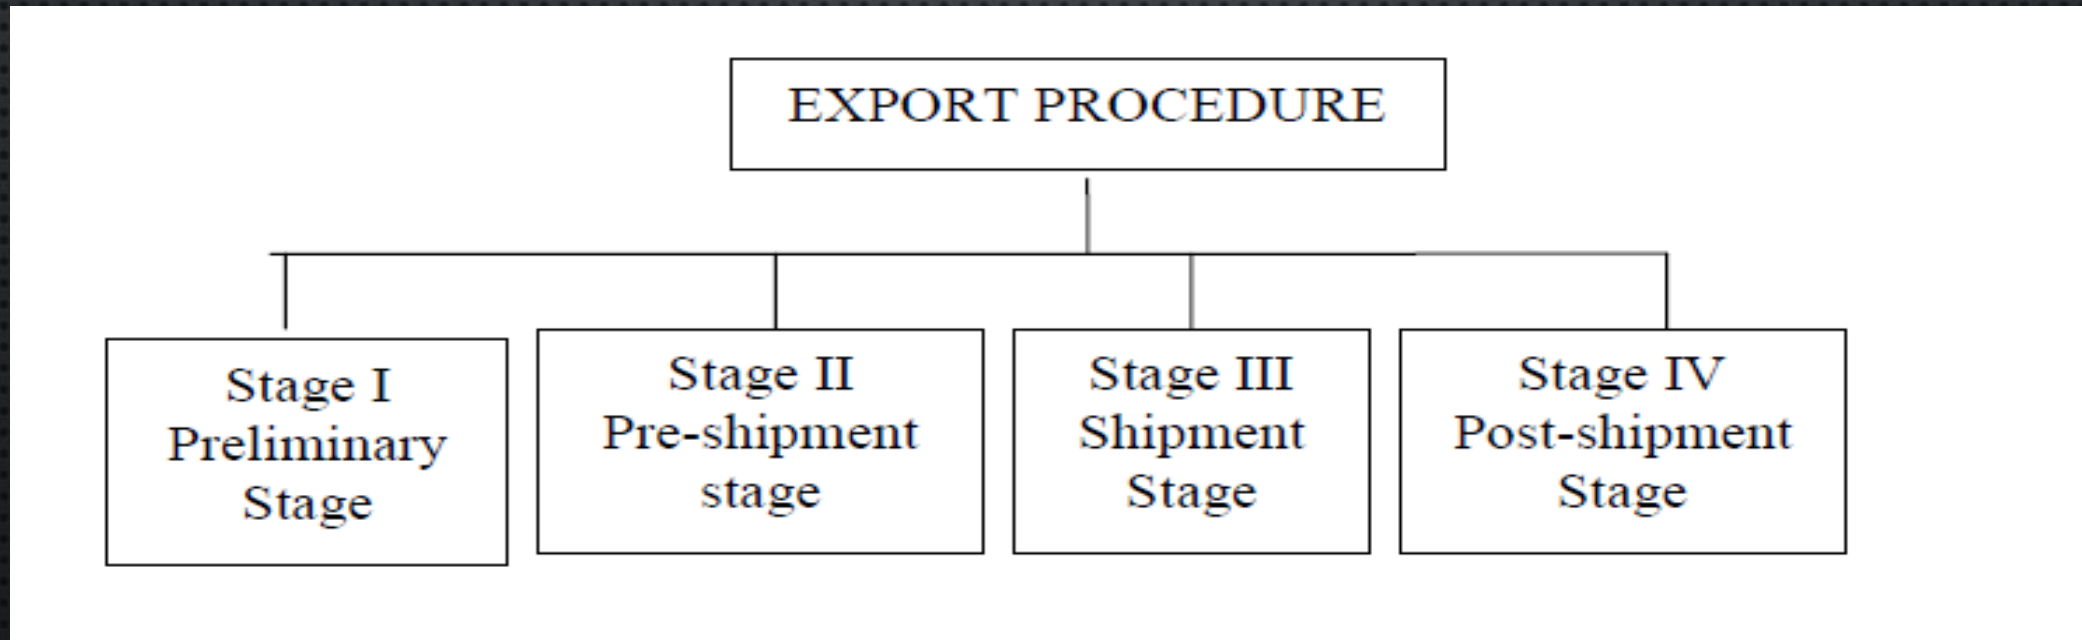 EXPORT PROCEDURE
Stage I
Preliminary
Stage
Stage II
Pre-shipment
stage
Stage III
Shipment
Stage
Stage IV
Post-shipment
Stage